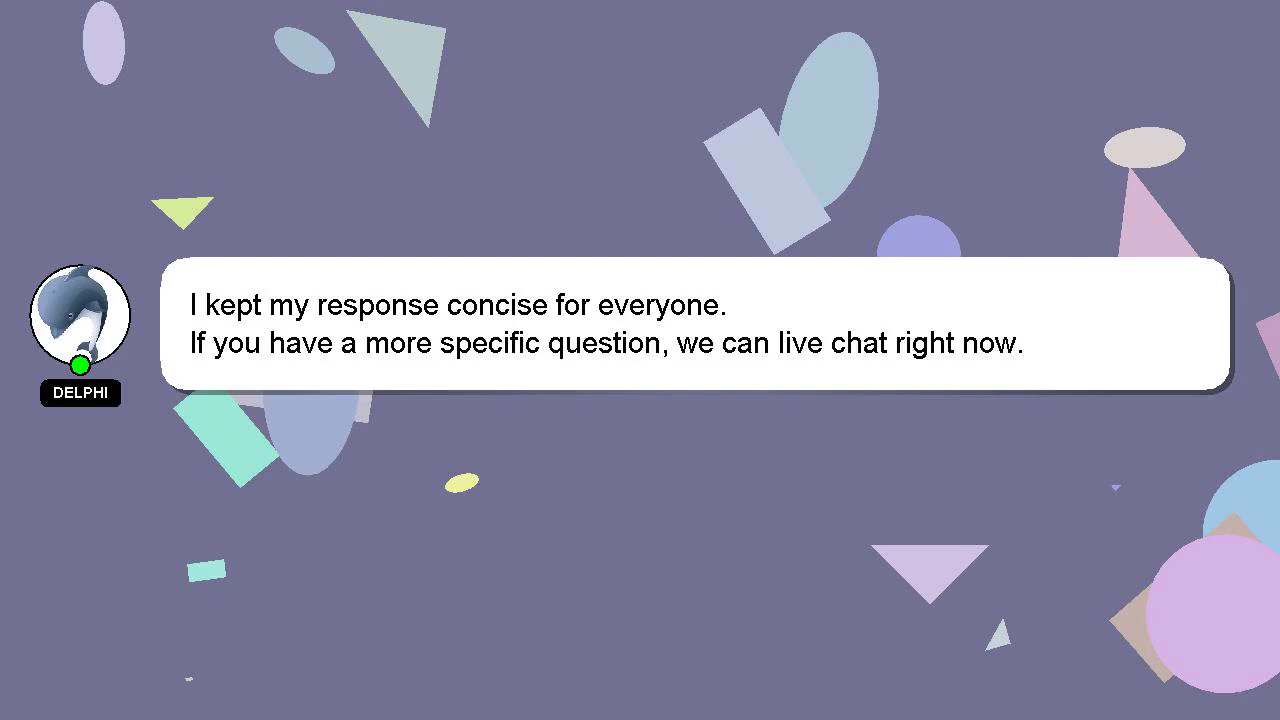 I kept my response concise for everyone.
If you have a more specific question, we can live chat right now.
DELPHI